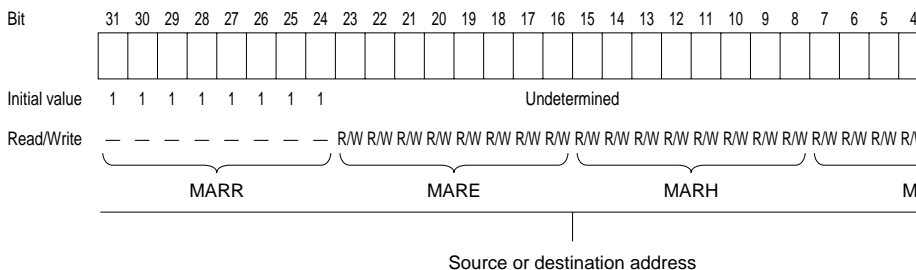 Bit 31 30 29 28 27 26 25 24 23 22 21 20 19 18 17 16 15 14 13 12 11 10 9 8 7 6 5 4
Initial value 1 1 1 1 1 1 1 1 Undetermined
Read/Write — — — — — — — — R/W R/W R/W R/W R/W R/W R/W R/W R/W R/W R/W R/W R/W R/W R/W R/W R/W R/W R/W
MARR MARE MARH
Source or destination address